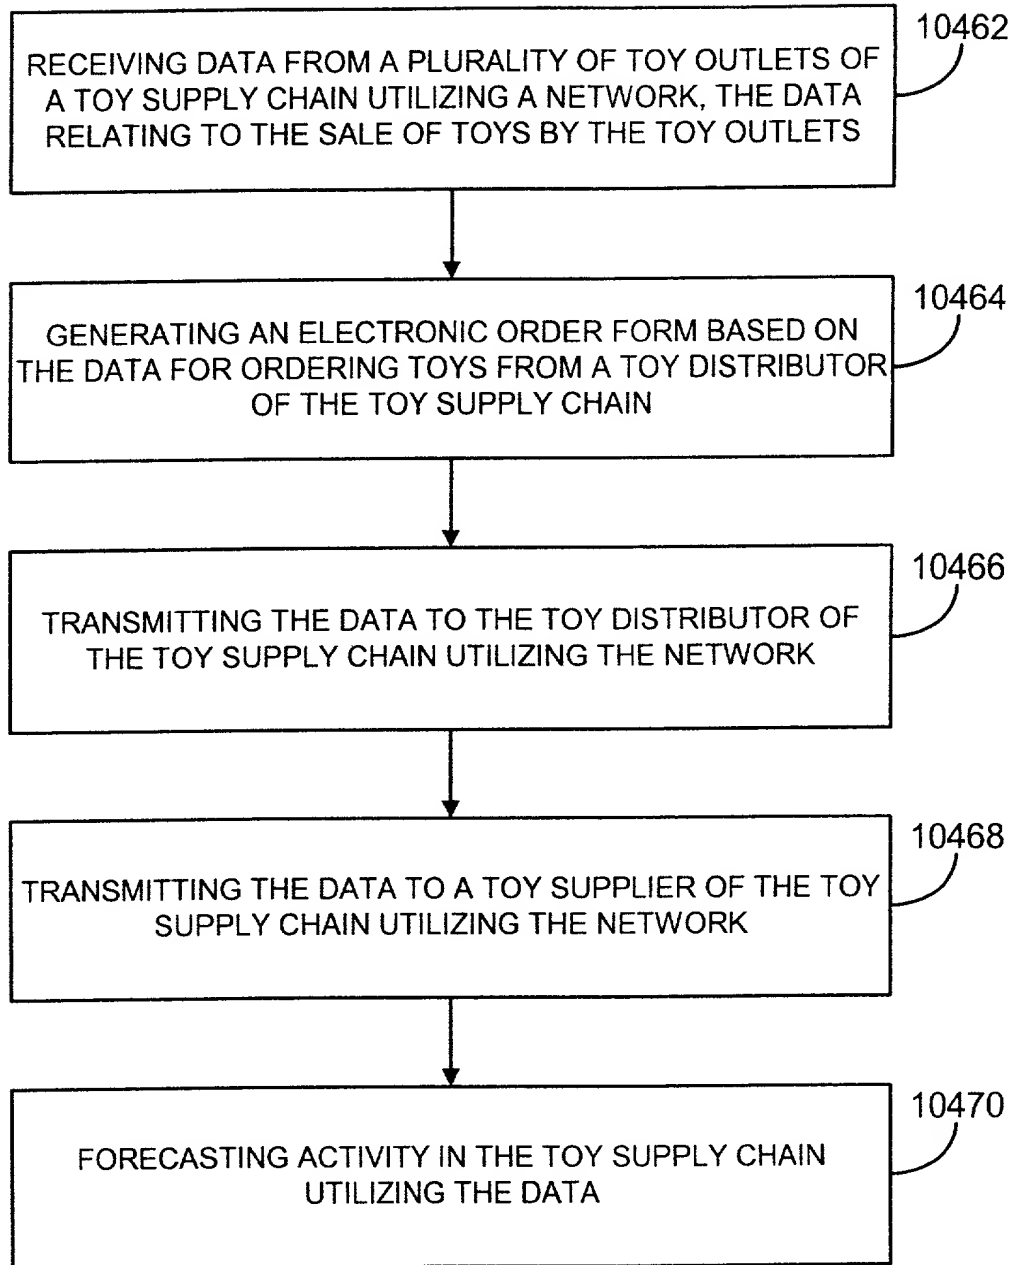 10462
RECEIVING DATA FROM A PLURALITY OF TOY OUTLETS OF
A TOY SUPPLY CHAIN UTILIZING A NETWORK, THE DATA
RELATING TO THE SALE OF TOYS BY THE TOY OUTLETS
10464
GENERATING AN ELECTRONIC ORDER FORM BASED ON
THE DATA FOR ORDERING TOYS FROM A TOY DISTRIBUTOR
OF THE TOY SUPPLY CHAIN
10466
TRANSMITTING THE DATA TO THE TOY DISTRIBUTOR OF
THE TOY SUPPLY CHAIN UTILIZING THE NETWORK
10468
TRANSMITTING THE DATA TO A TOY SUPPLIER OF THE TOY
SUPPLY CHAIN UTILIZING THE NETWORK
10470
FORECASTING ACTIVITY IN THE TOY SUPPLY CHAIN
UTILIZING THE DATA